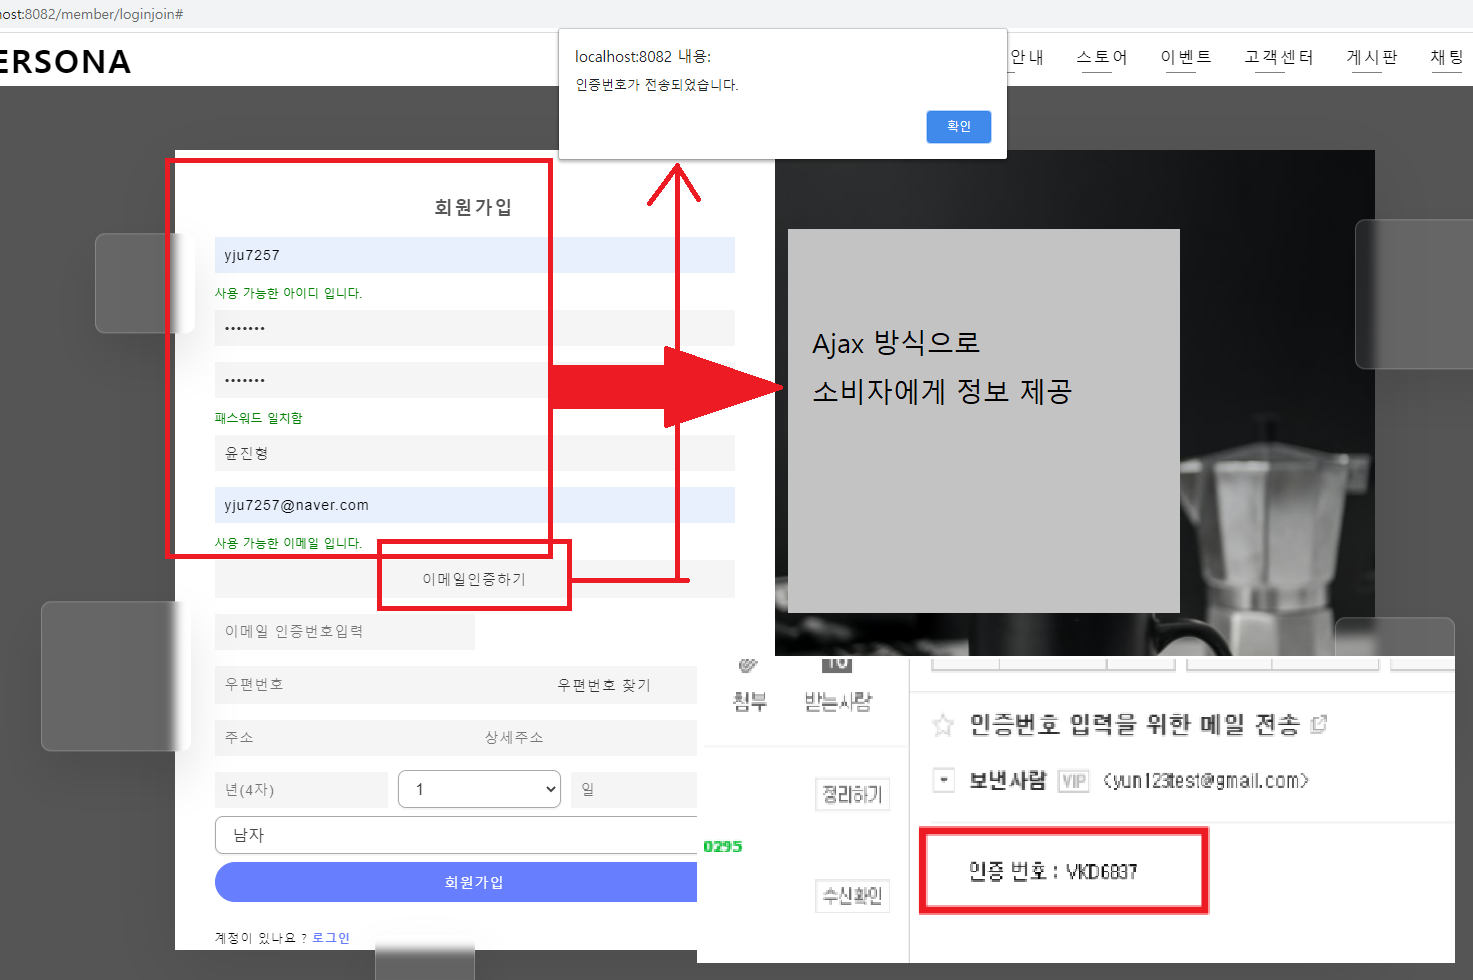 host:8082/member/loginjoin#
ERSONA
안내 스토어 이벤트 고객센터 게시판 채팅
localhost:8082 내용:
인증번호가 전송되었습니다.
확인
회원가입
yju7257
사용 가능한 아이디 입니다.
•••••••
•••••••
패스워드 일치함
윤진형
yju7257@naver.com
사용 가능한 이메일 입니다.
이메일인증하기
이메일 인증번호입력
우편번호 우편번호 찾기
주소 상세주소
년(4자) 1 일
남자
회원가입
계정이 있나요 ? 로그인
Ajax 방식으로
소비자에게 정보 제공
첨부 받는사람
정리하기
0295
수신확인
인증번호 입력을 위한 메일 전송
보낸사람 VIP <yun123test@gmail.com>
인증 번호 : VKD6837